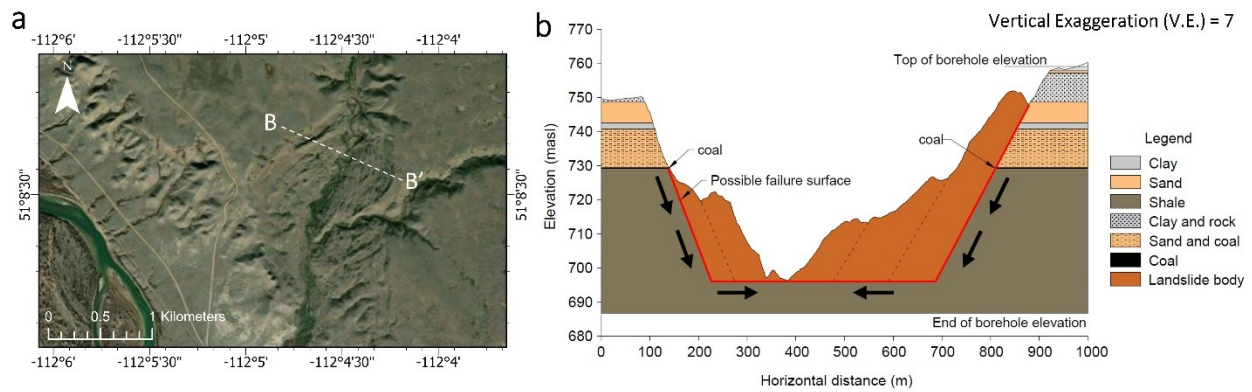 a
-112°6'
-112°5'30"
-112°5'
-112°4'30"
-112°4'
51°8'30"
N
B
B'
0 0.5 1 Kilometers
-112°6'
-112°5'30"
-112°5'
-112°4'30"
-112°4'
51°8'30"
b
Vertical Exaggeration (V.E.) = 7
Elevation (masl)
770
760
750
740
730
720
710
700
690
680
Top of borehole elevation
coal
coal
Possible failure surface
End of borehole elevation
0 100 200 300 400 500 600 700 800 900 1000
Horizontal distance (m)
Legend
Clay
Sand
Shale
Clay and rock
Sand and coal
Coal
Landslide body